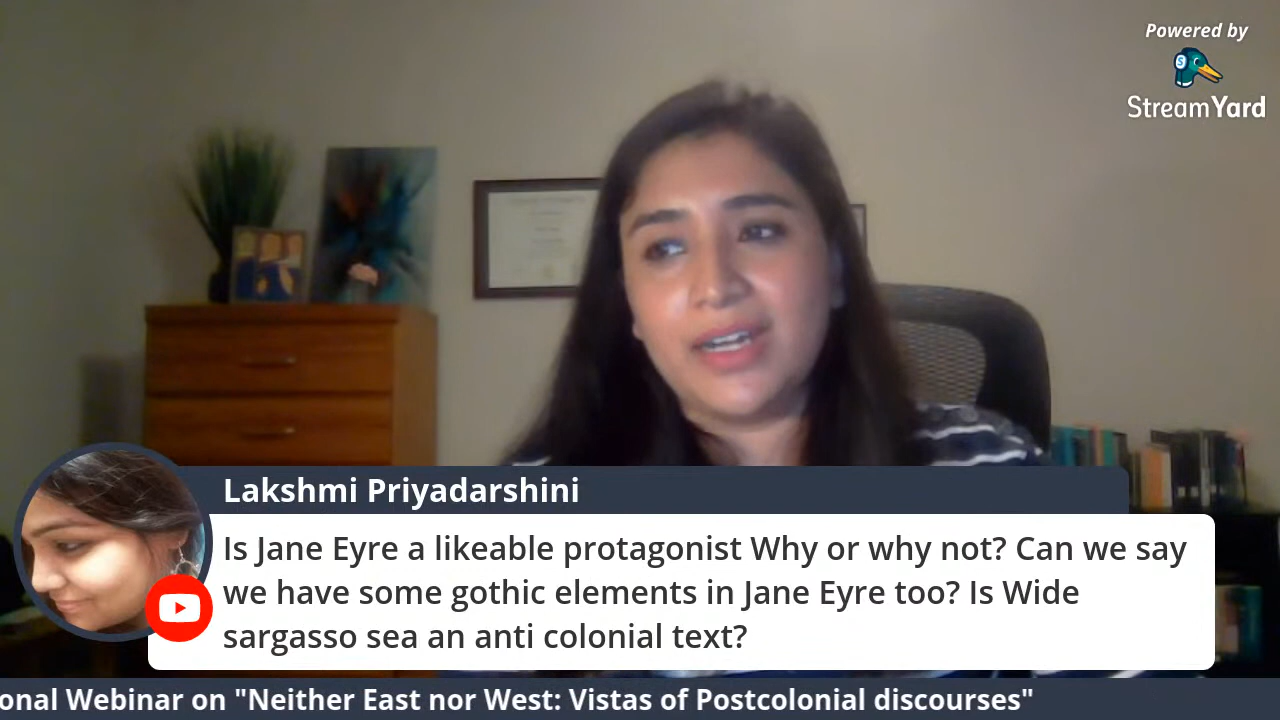 Powered by
StreamYard
Lakshmi Priyadarshini
Is Jane Eyre a likeable protagonist Why or why not? Can we say
we have some gothic elements in Jane Eyre too? Is Wide
sargasso sea an anti colonial text?
onal Webinar on "Neither East nor West: Vistas of Postcolonial discourses"